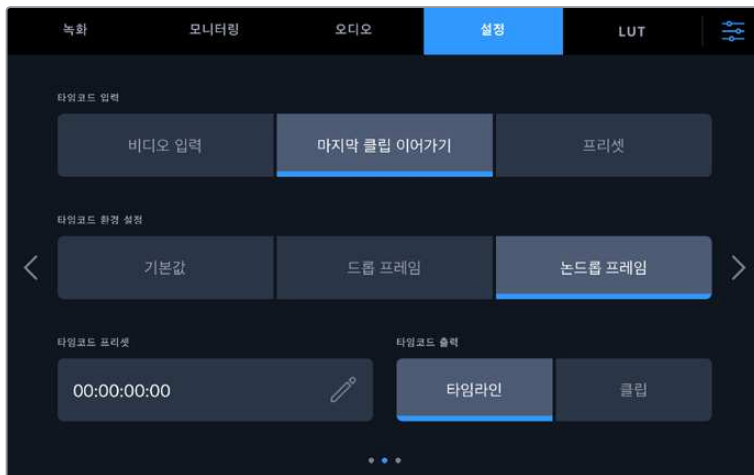 녹화 모니터링 오디오 설정 LUT
타임코드 입력
비디오 입력 마지막 클립 이어가기 프리셋
타임코드 환경 설정
기본값 드롭 프레임 논드롭 프레임
타임코드 프리셋 타임코드 출력
00:00:00:00 타임라인 클립